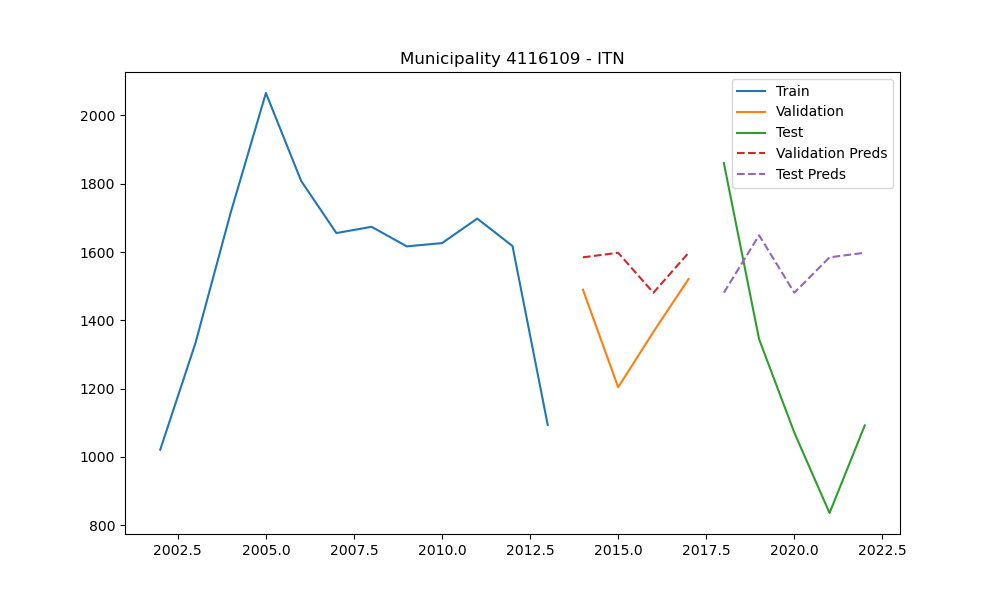 Municipality 4116109 - ITN
Train
Validation
Test
Validation Preds
Test Preds
2000
1800
1600
1400
1200
1000
800
2002.5 2005.0 2007.5 2010.0 2012.5 2015.0 2017.5 2020.0 2022.5